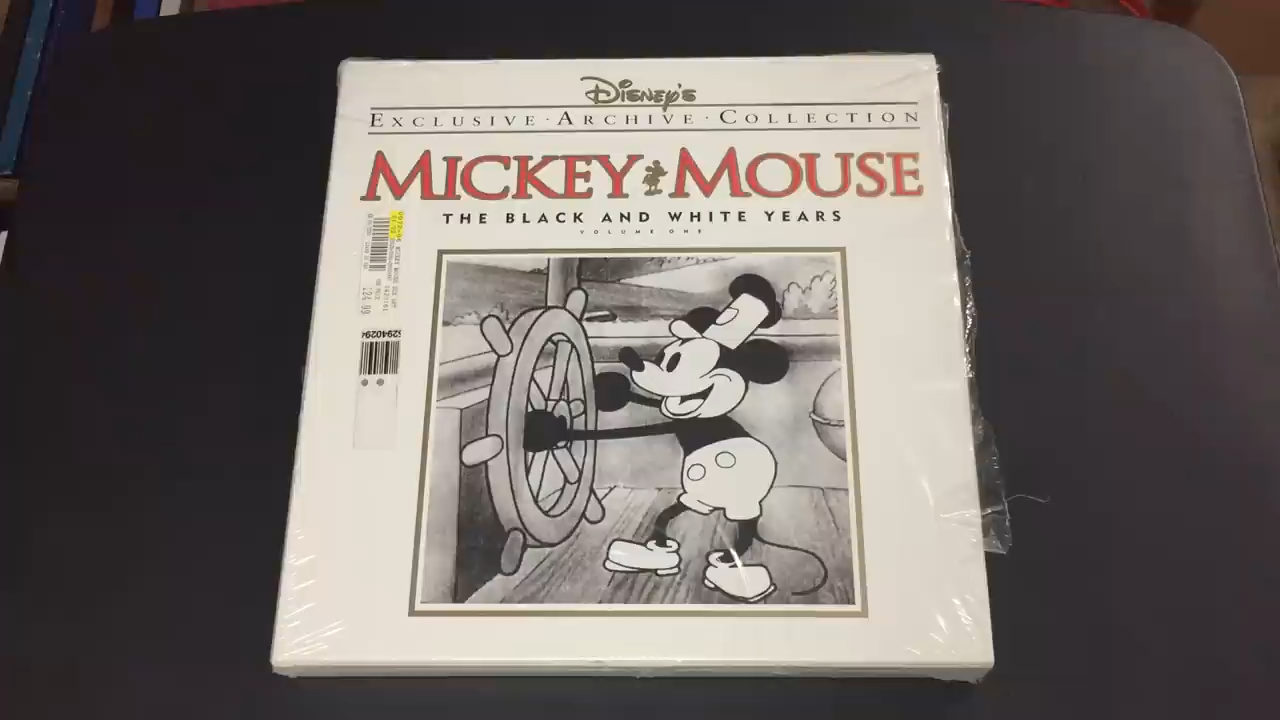 Disney's
Exclusive · Archive · Collection
Mickey Mouse
THE BLACK AND WHITE YEARS
VOLUME ONE